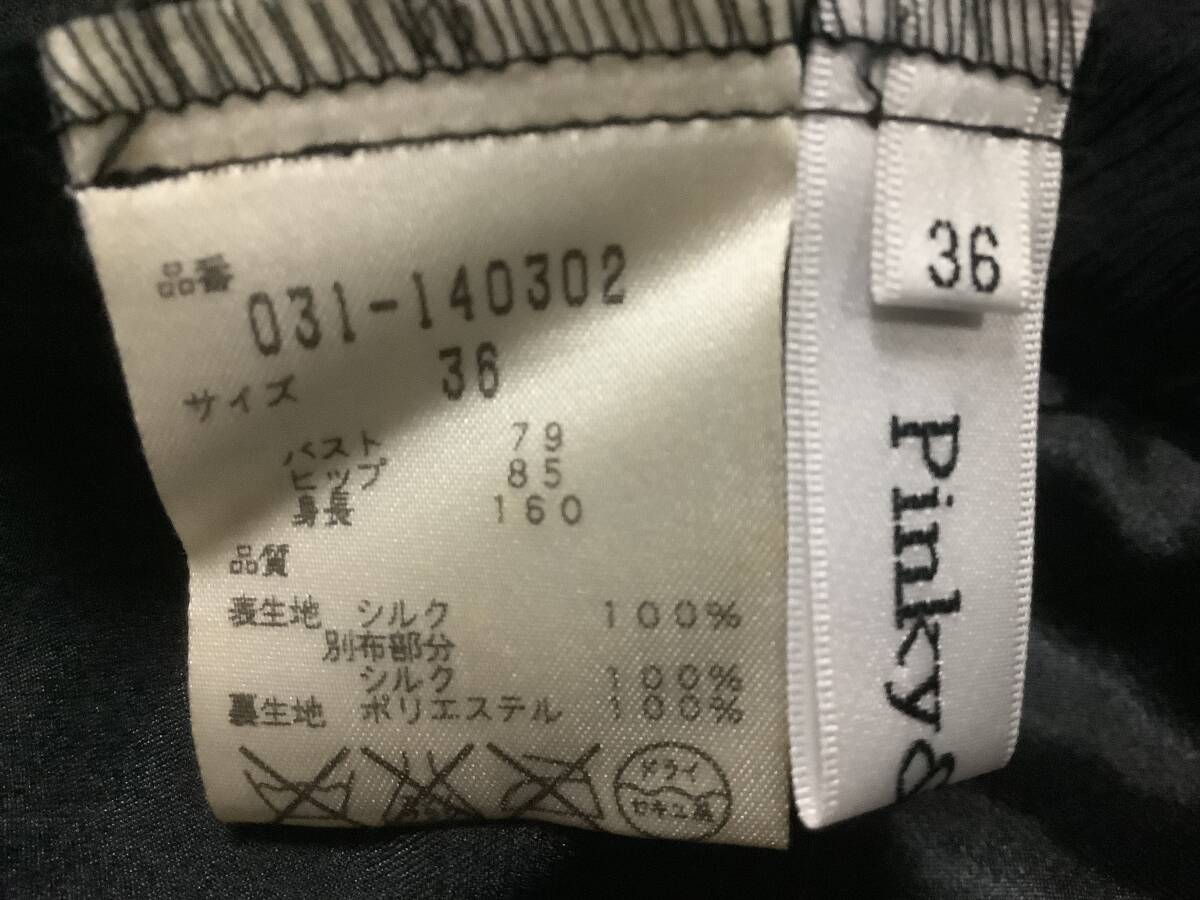 品番 031-140302
サイズ 36
バスト 79
ヒップ 85
身長 160
品質
表生地 シルク 100%
別布部分
シルク 100%
裏生地 ポリエステル 100%
ドライ
セキユ系
36
Pinky&